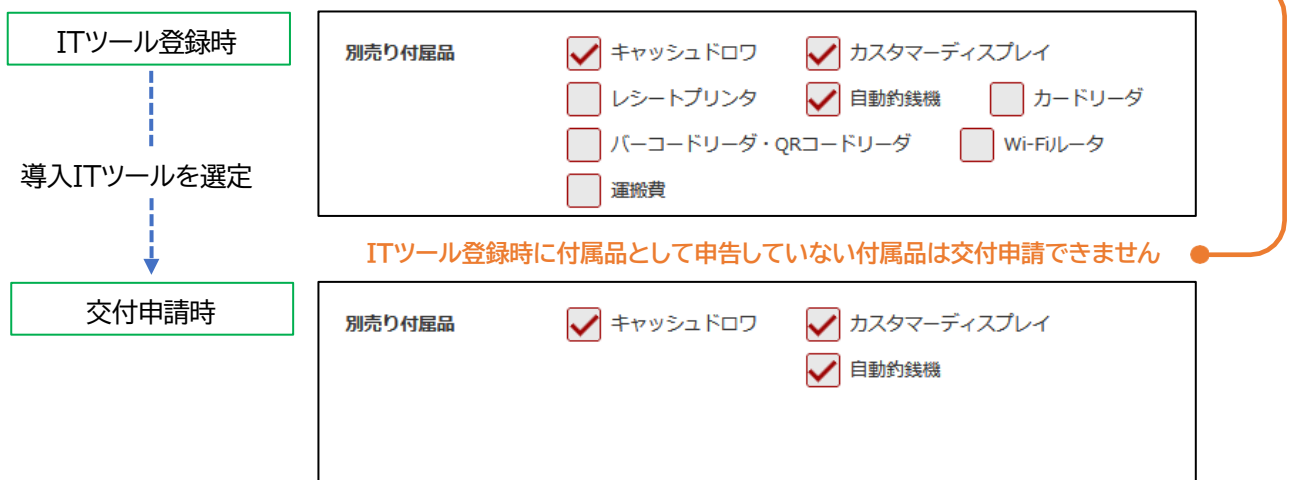 ITツール登録時
別売り付属品 キャッシュドロワ カスタマーディスプレイ
レシートプリンタ 自動釣銭機 カードリーダ
バーコードリーダ・QRコードリーダ Wi-Fiルータ
運搬費
導入ITツールを選定
ITツール登録時に付属品として申告していない付属品は交付申請できません
交付申請時
別売り付属品 キャッシュドロワ カスタマーディスプレイ
自動釣銭機